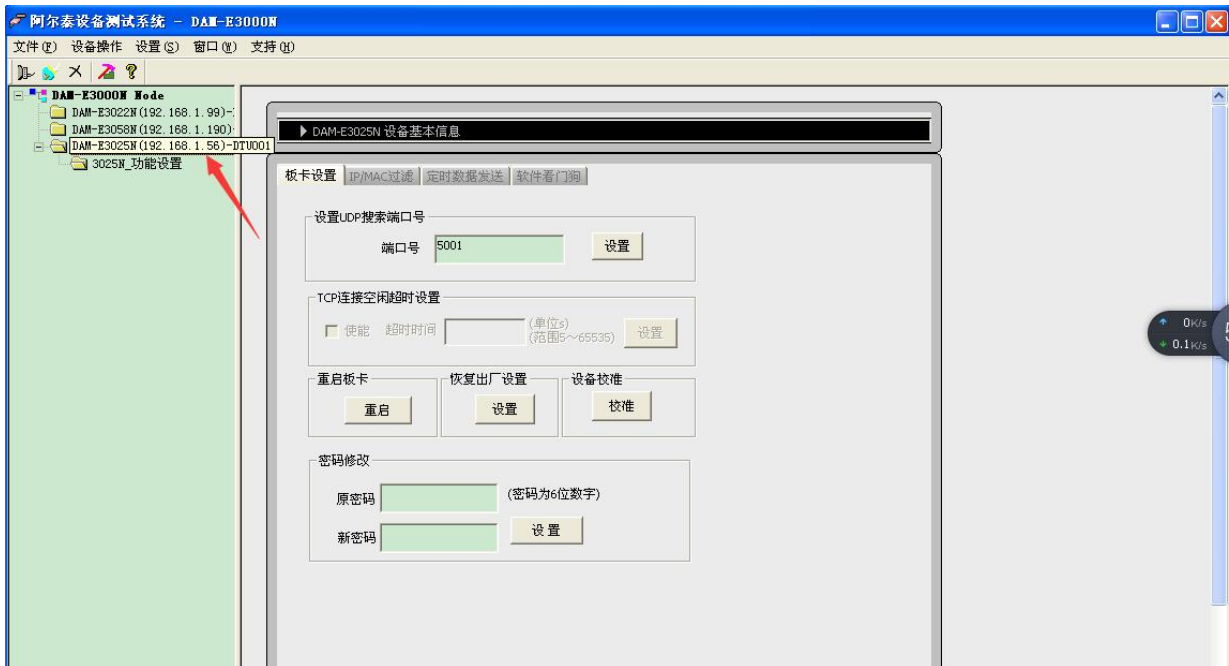 阿尔泰设备测试系统 - DAM-E3000N
文件(F) 设备操作 设置(S) 窗口(W) 支持(H)
DAM-E3000N Node
DAM-E3022N(192.168.1.99)-
DAM-E3058N(192.168.1.190)
DAM-E3025N(192.168.1.56)-DTU001
3025N_功能设置
DAM-E3025N 设备基本信息
板卡设置 IP/MAC过滤 定时数据发送 软件看门狗
设置UDP搜索端口号
端口号 5001 设置
TCP连接空闲超时设置
使能 超时时间 (单位s) 设置
(范围5～65535)
重启板卡 恢复出厂设置 设备校准
重启 设置 校准
密码修改
原密码 (密码为6位数字)
新密码 设置
0K/s
0.1K/s